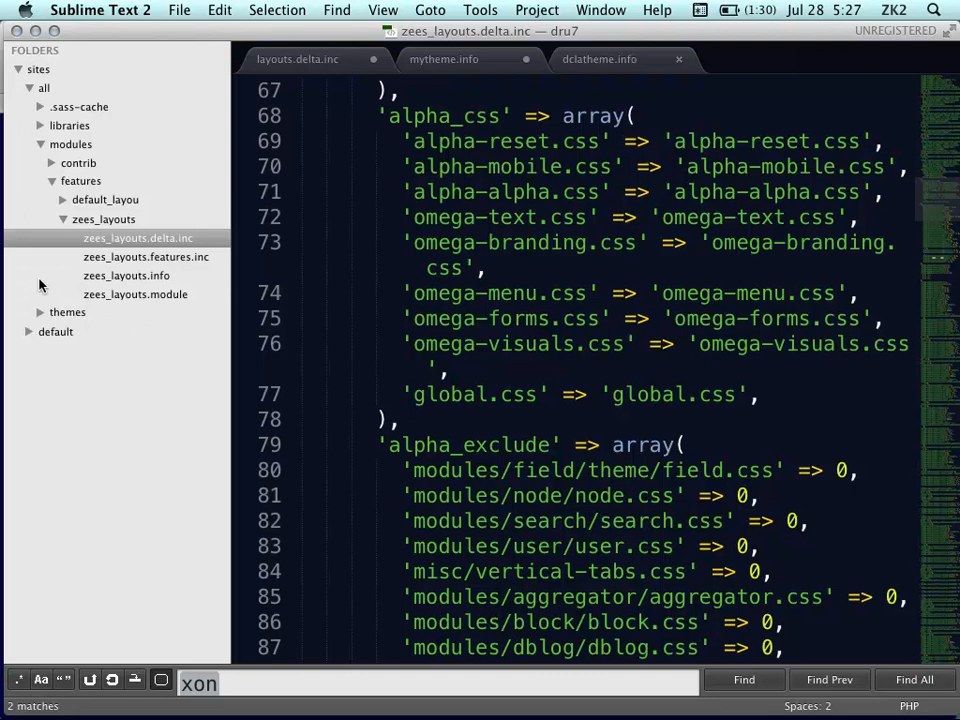 Sublime Text 2 File Edit Selection Find View Goto Tools Project Window Help (1:30) Jul 28 5:27 ZK2
zees_layouts.delta.inc — dru7 UNREGISTERED
FOLDERS
sites
all
.sass-cache
libraries
modules
contrib
features
default_layou
zees_layouts
zees_layouts.delta.inc
zees_layouts.features.inc
zees_layouts.info
zees_layouts.module
themes
default
layouts.delta.inc mytheme.info dclatheme.info ×
67 ),
68 'alpha_css' => array(
69 'alpha-reset.css' => 'alpha-reset.css',
70 'alpha-mobile.css' => 'alpha-mobile.css',
71 'alpha-alpha.css' => 'alpha-alpha.css',
72 'omega-text.css' => 'omega-text.css',
73 'omega-branding.css' => 'omega-branding.
css',
74 'omega-menu.css' => 'omega-menu.css',
75 'omega-forms.css' => 'omega-forms.css',
76 'omega-visuals.css' => 'omega-visuals.css
',
77 'global.css' => 'global.css',
78 ),
79 'alpha_exclude' => array(
80 'modules/field/theme/field.css' => 0,
81 'modules/node/node.css' => 0,
82 'modules/search/search.css' => 0,
83 'modules/user/user.css' => 0,
84 'misc/vertical-tabs.css' => 0,
85 'modules/aggregator/aggregator.css' => 0,
86 'modules/block/block.css' => 0,
87 'modules/dblog/dblog.css' => 0,
.* Aa “” xon Find Find Prev Find All
2 matches Spaces: 2 PHP